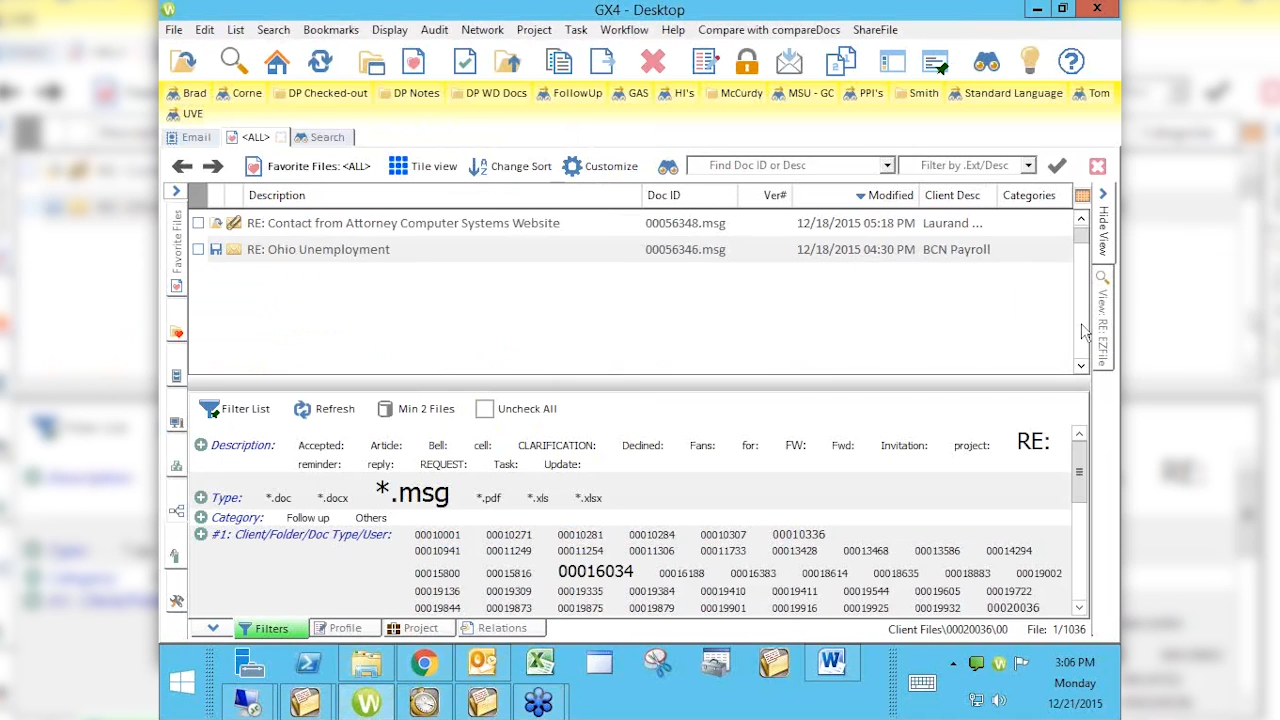 GX4 - Desktop
File Edit List Search Bookmarks Display Audit Network Project Task Workflow Help Compare with compareDocs ShareFile
Brad Corne DP Checked-out DP Notes DP WD Docs FollowUp GAS HI's McCurdy MSU - GC PPI's Smith Standard Language Tom
UVE
Email <ALL> Search
Favorite Files: <ALL> Tile view Change Sort Customize Find Doc ID or Desc Filter by .Ext/Desc
Description Doc ID Ver# Modified Client Desc Categories
RE: Contact from Attorney Computer Systems Website 00056348.msg 12/18/2015 05:18 PM Laurand ...
RE: Ohio Unemployment 00056346.msg 12/18/2015 04:30 PM BCN Payroll
Favorite Files
Hide View
View: RE: EZFile
Filter List Refresh Min 2 Files Uncheck All
Description: Accepted: Article: Bell: cell: CLARIFICATION: Declined: Fans: for: FW: Fwd: Invitation: project: RE:
reminder: reply: REQUEST: Task: Update:
Type: *.doc *.docx *.msg *.pdf *.xls *.xlsx
Category: Follow up Others
#1: Client/Folder/Doc Type/User: 00010001 00010271 00010281 00010284 00010307 00010336
00010941 00011249 00011254 00011306 00011733 00013428 00013468 00013586 00014294
00015800 00015816 00016034 00016188 00016383 00018614 00018635 00018883 00019002
00019136 00019309 00019335 00019384 00019410 00019411 00019544 00019605 00019722
00019844 00019873 00019875 00019879 00019901 00019916 00019925 00019932 00020036
Filters Profile Project Relations Client Files\00020036\00 File: 1/1036
3:06 PM
Monday
12/21/2015